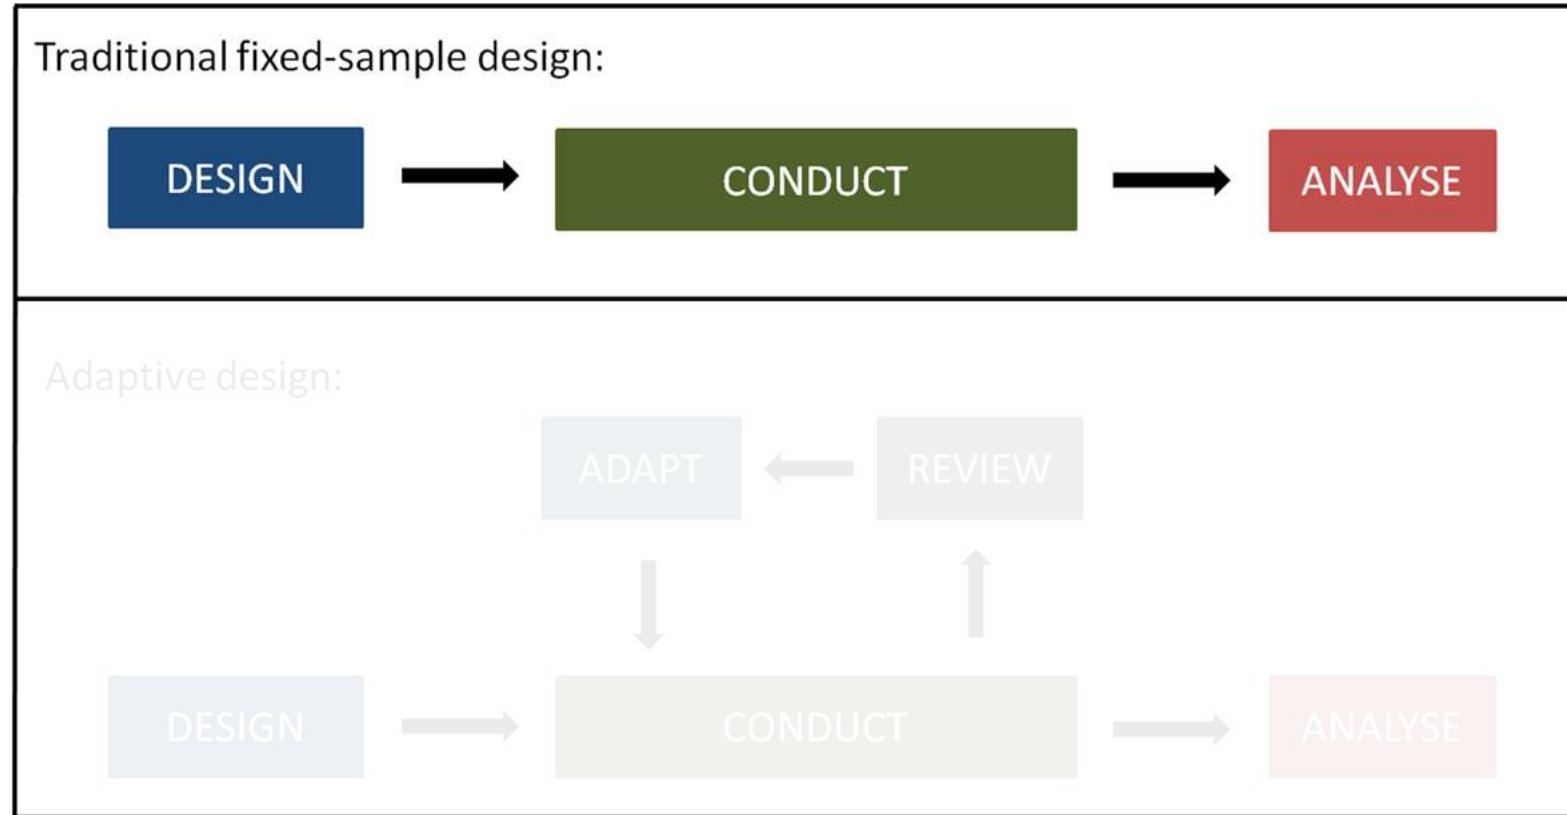 Traditional fixed-sample design:
DESIGN CONDUCT ANALYSE
Adaptive design:
ADAPT REVIEW
DESIGN CONDUCT ANALYSE